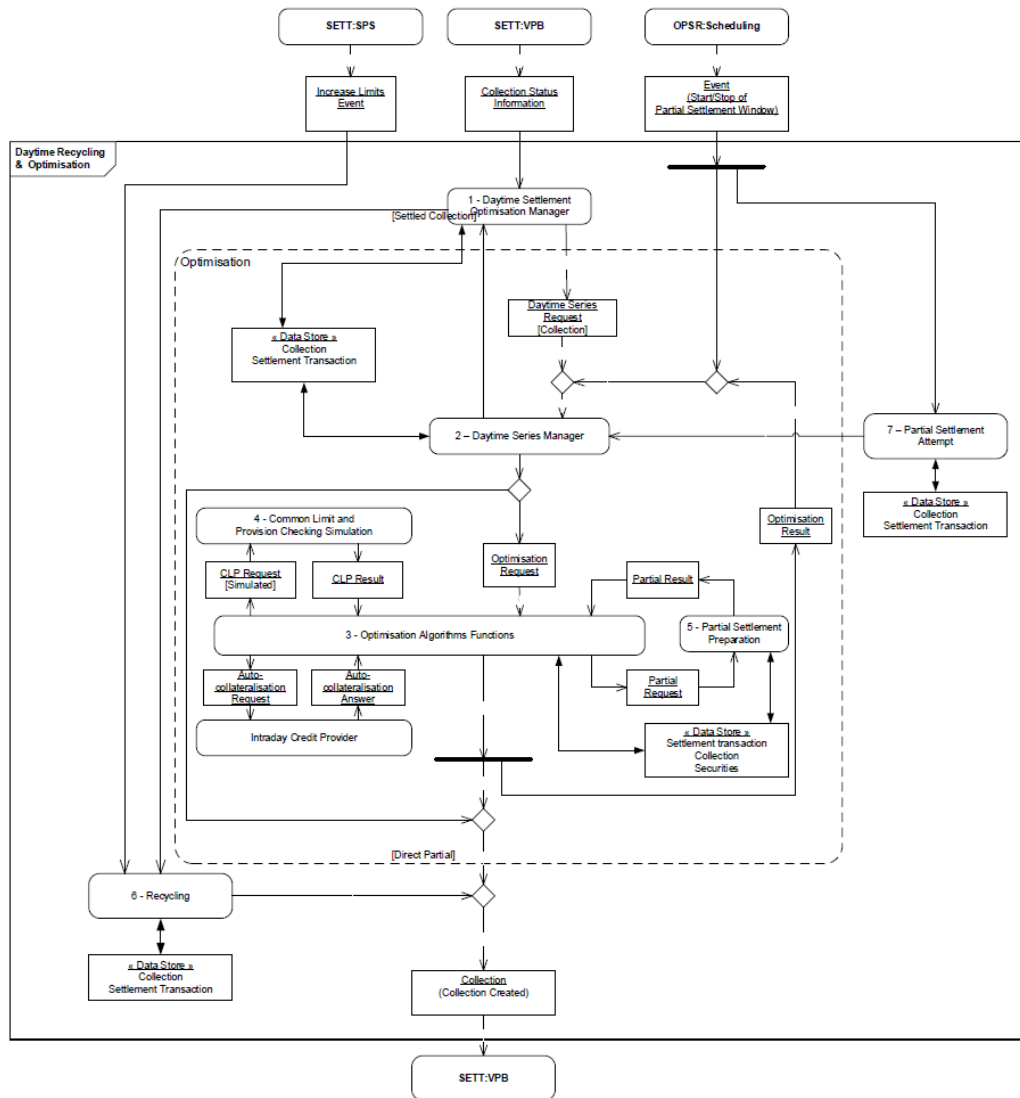 SETT:SPS
SETT:VPB
OPSR:Scheduling
Increase Limits
Event
Collection Status
Information
Event
(Start/Stop of
Partial Settlement Window)
Daytime Recycling
& Optimisation
1 - Daytime Settlement
Optimisation Manager
[Settled Collection]
Optimisation
Daytime Series
Request
[Collection]
« Data Store »
Collection
Settlement Transaction
2 – Daytime Series Manager
7 – Partial Settlement
Attempt
« Data Store »
Collection
Settlement Transaction
4 - Common Limit and
Provision Checking Simulation
Optimisation
Result
Optimisation
Request
CLP Request
[Simulated]
CLP Result
Partial Result
3 - Optimisation Algorithms Functions
5 - Partial Settlement
Preparation
Auto-
collateralisation
Request
Auto-
collateralisation
Answer
Partial
Request
Intraday Credit Provider
« Data Store »
Settlement transaction
Collection
Securities
[Direct Partial]
6 - Recycling
« Data Store »
Collection
Settlement Transaction
Collection
(Collection Created)
SETT:VPB